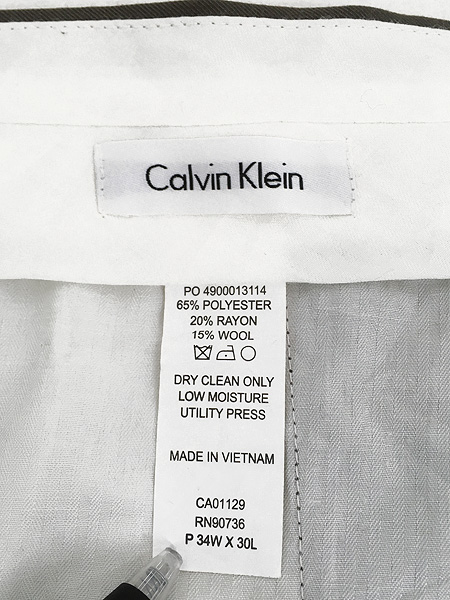 Calvin Klein
PO 4900013114
65% POLYESTER
20% RAYON
15% WOOL
DRY CLEAN ONLY
LOW MOISTURE
UTILITY PRESS
MADE IN VIETNAM
CA01129
RN90736
P 34W X 30L